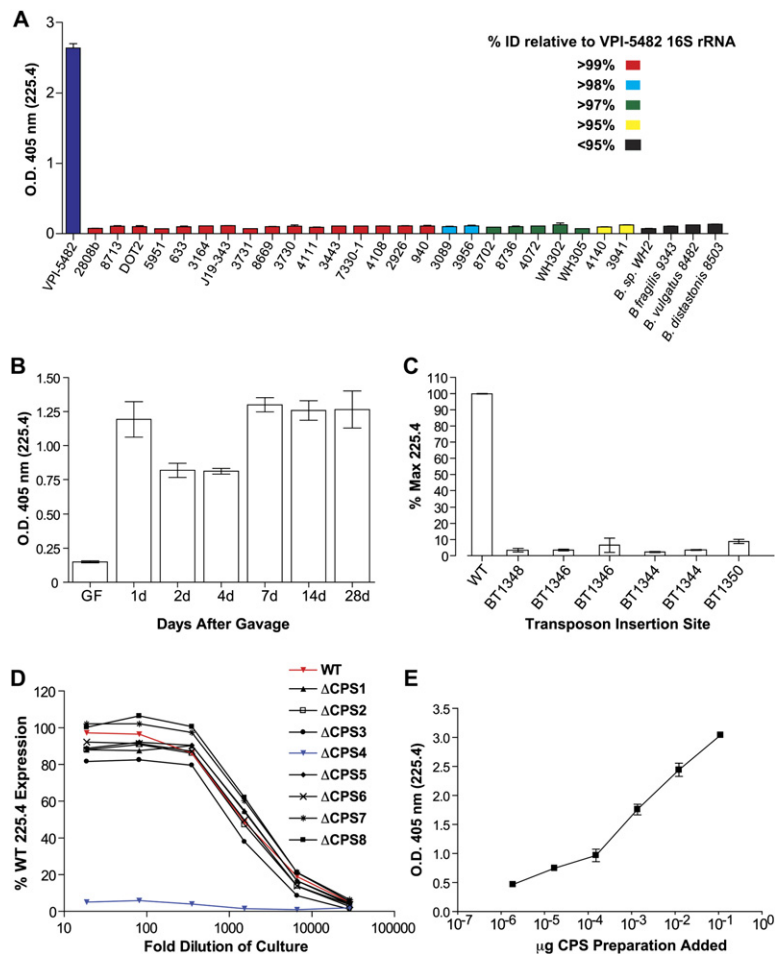 A
O.D. 405 nm (225.4)
3
2
1
0
% ID relative to VPI-5482 16S rRNA
>99%
>98%
>97%
>95%
<95%
VPI-5482
2808b
8713
DOT2
5951
633
3164
J19-343
3731
8669
3730
4111
3443
7330-1
4108
2926
940
3089
3956
8702
8736
4072
WH302
WH305
4140
3941
B. sp. WH2
B fragilis 9343
B. vulgatus 8482
B. distastonis 8503
B
O.D. 405 nm (225.4)
1.50
1.25
1.00
0.75
0.50
0.25
0
GF
1d
2d
4d
7d
14d
28d
Days After Gavage
C
% Max 225.4
100
90
80
70
60
50
40
30
20
10
0
WT
BT1348
BT1346
BT1346
BT1344
BT1344
BT1350
Transposon Insertion Site
D
% WT 225.4 Expression
120
100
80
60
40
20
0
10
100
1000
10000
100000
Fold Dilution of Culture
WT
ΔCPS1
ΔCPS2
ΔCPS3
ΔCPS4
ΔCPS5
ΔCPS6
ΔCPS7
ΔCPS8
E
O.D. 405 nm (225.4)
3.5
3.0
2.5
2.0
1.5
1.0
0.5
0
10-7
10-6
10-5
10-4
10-3
10-2
10-1
100
μg CPS Preparation Added